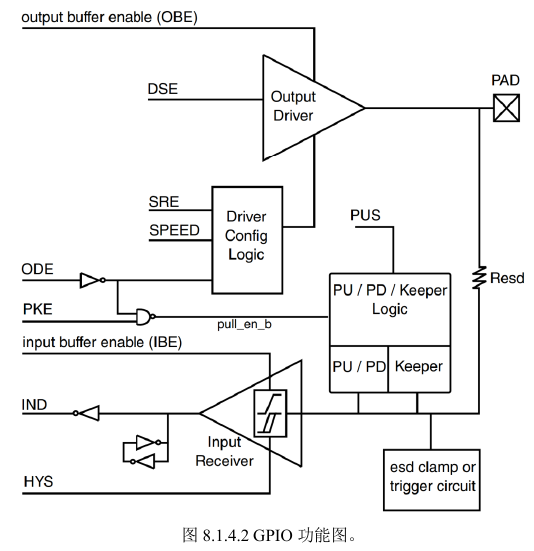 output buffer enable (OBE)
PAD
DSE
Output
Driver
SRE
SPEED
Driver
Config
Logic
PUS
ODE
PU / PD / Keeper
Logic
Resd
PKE
pull_en_b
input buffer enable (IBE)
PU / PD
Keeper
IND
Input
Receiver
esd clamp or
trigger circuit
HYS
图 8.1.4.2 GPIO 功能图。